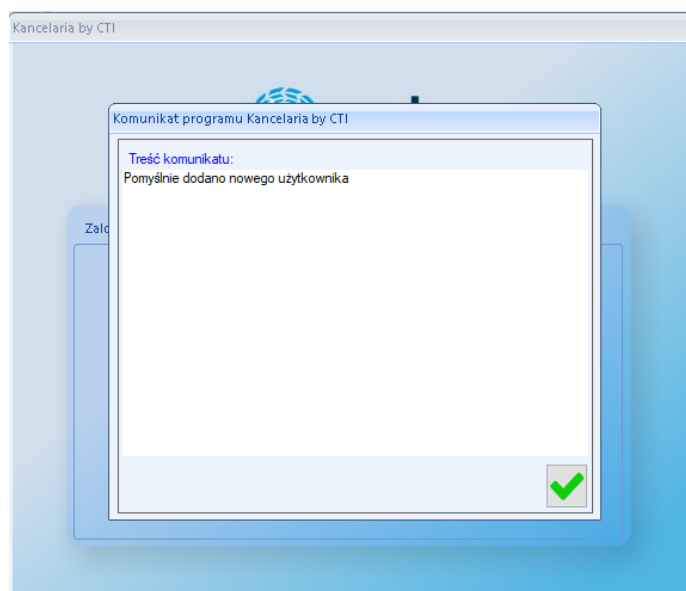 Kancelaria by CTI
Komunikat programu Kancelaria by CTI
Treść komunikatu:
Pomyślnie dodano nowego użytkownika